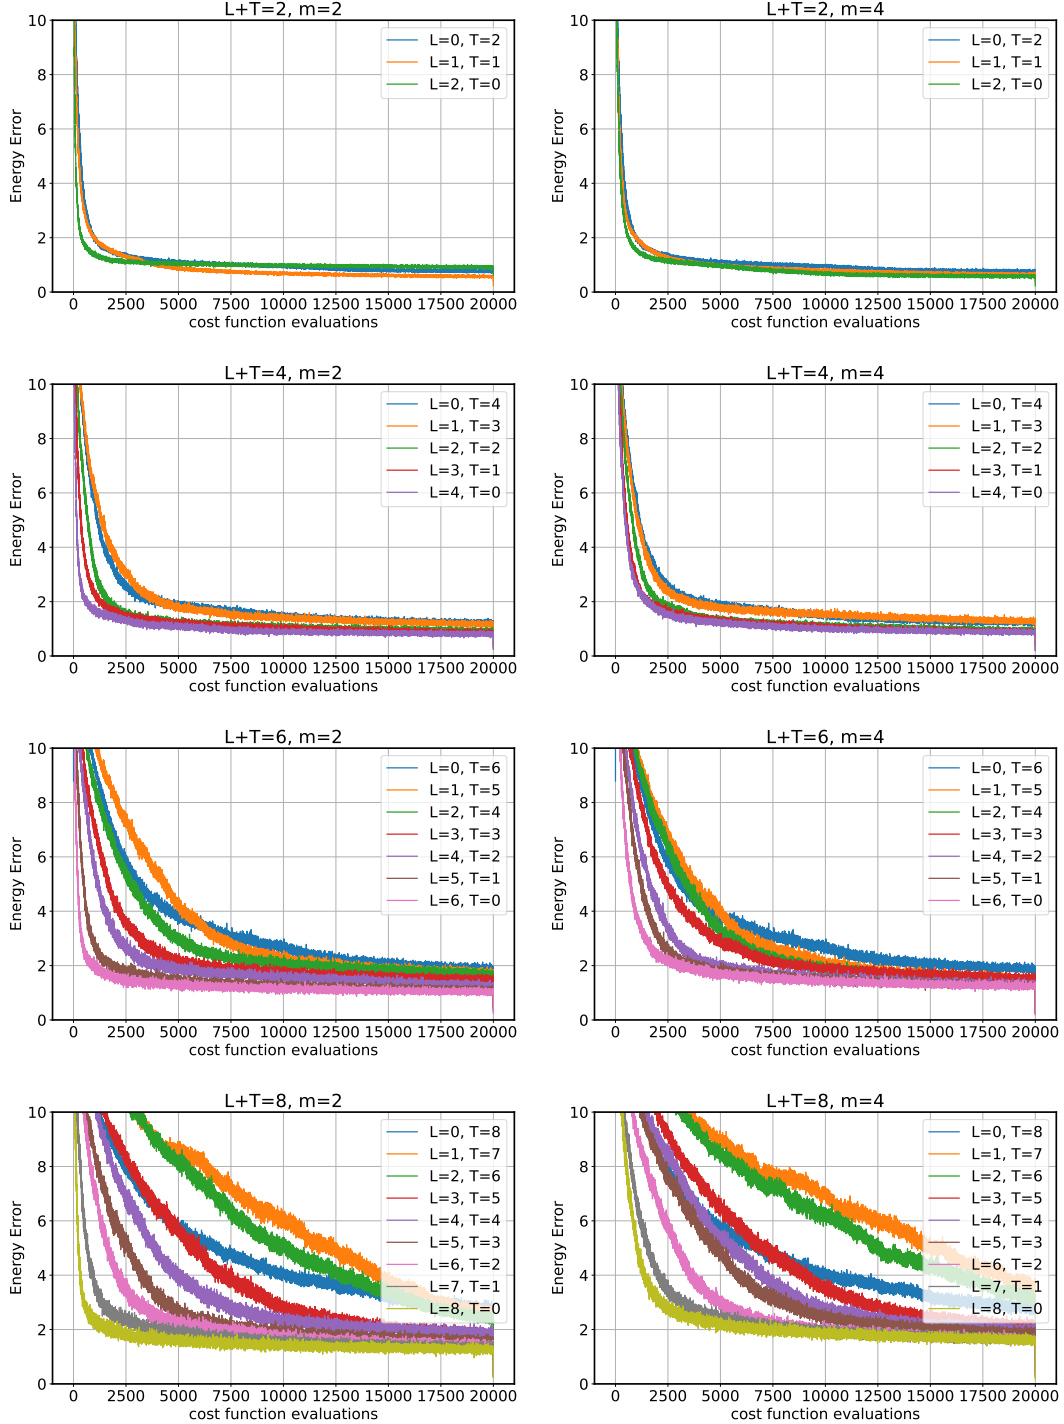 L+T=2, m=2
10
8
6
4
2
0
Energy Error
L=0, T=2
L=1, T=1
L=2, T=0
0 2500 5000 7500 10000 12500 15000 17500 20000
cost function evaluations
L+T=2, m=4
10
8
6
4
2
0
Energy Error
L=0, T=2
L=1, T=1
L=2, T=0
0 2500 5000 7500 10000 12500 15000 17500 20000
cost function evaluations
L+T=4, m=2
10
8
6
4
2
0
Energy Error
L=0, T=4
L=1, T=3
L=2, T=2
L=3, T=1
L=4, T=0
0 2500 5000 7500 10000 12500 15000 17500 20000
cost function evaluations
L+T=4, m=4
10
8
6
4
2
0
Energy Error
L=0, T=4
L=1, T=3
L=2, T=2
L=3, T=1
L=4, T=0
0 2500 5000 7500 10000 12500 15000 17500 20000
cost function evaluations
L+T=6, m=2
10
8
6
4
2
0
Energy Error
L=0, T=6
L=1, T=5
L=2, T=4
L=3, T=3
L=4, T=2
L=5, T=1
L=6, T=0
0 2500 5000 7500 10000 12500 15000 17500 20000
cost function evaluations
L+T=6, m=4
10
8
6
4
2
0
Energy Error
L=0, T=6
L=1, T=5
L=2, T=4
L=3, T=3
L=4, T=2
L=5, T=1
L=6, T=0
0 2500 5000 7500 10000 12500 15000 17500 20000
cost function evaluations
L+T=8, m=2
10
8
6
4
2
0
Energy Error
L=0, T=8
L=1, T=7
L=2, T=6
L=3, T=5
L=4, T=4
L=5, T=3
L=6, T=2
L=7, T=1
L=8, T=0
0 2500 5000 7500 10000 12500 15000 17500 20000
cost function evaluations
L+T=8, m=4
10
8
6
4
2
0
Energy Error
L=0, T=8
L=1, T=7
L=2, T=6
L=3, T=5
L=4, T=4
L=5, T=3
L=6, T=2
L=7, T=1
L=8, T=0
0 2500 5000 7500 10000 12500 15000 17500 20000
cost function evaluations